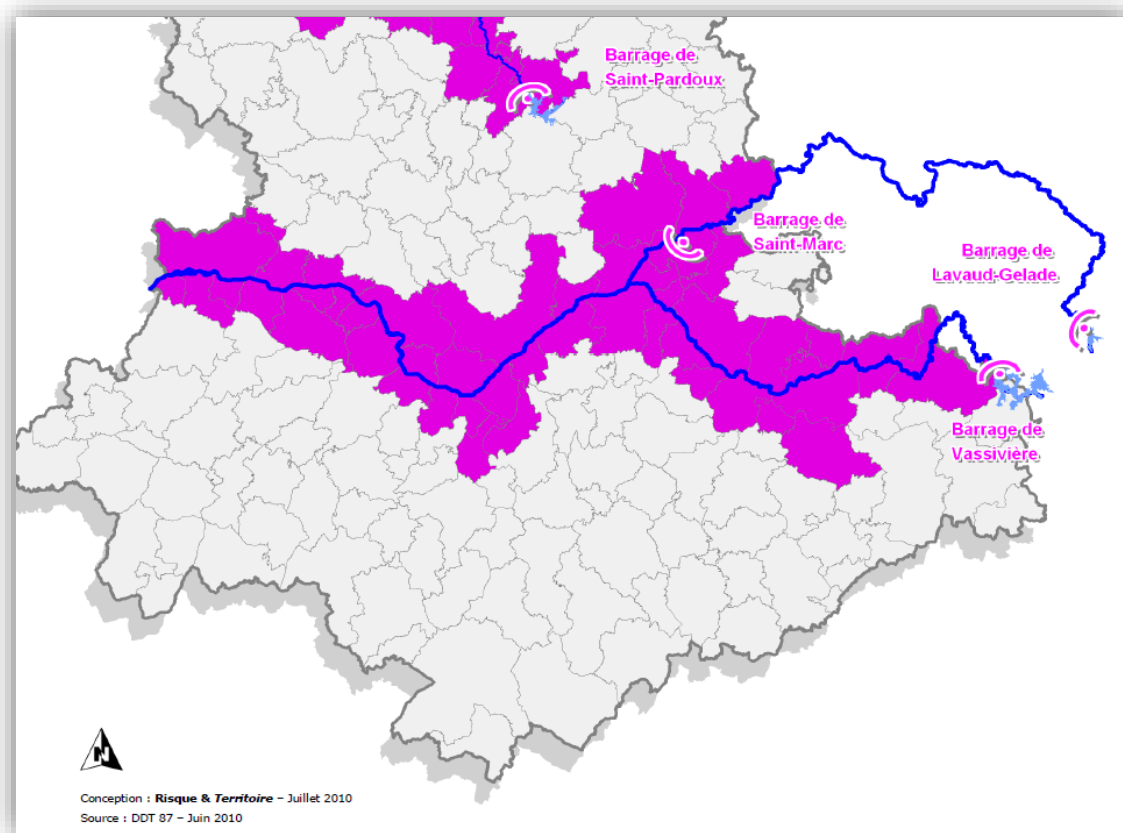 Barrage de
Saint-Pardoux
Barrage de
Saint-Marc
Barrage de
Lavaud-Gelade
Barrage de
Vassivière
N
Conception : Risque & Territoire – Juillet 2010
Source : DDT 87 – Juin 2010